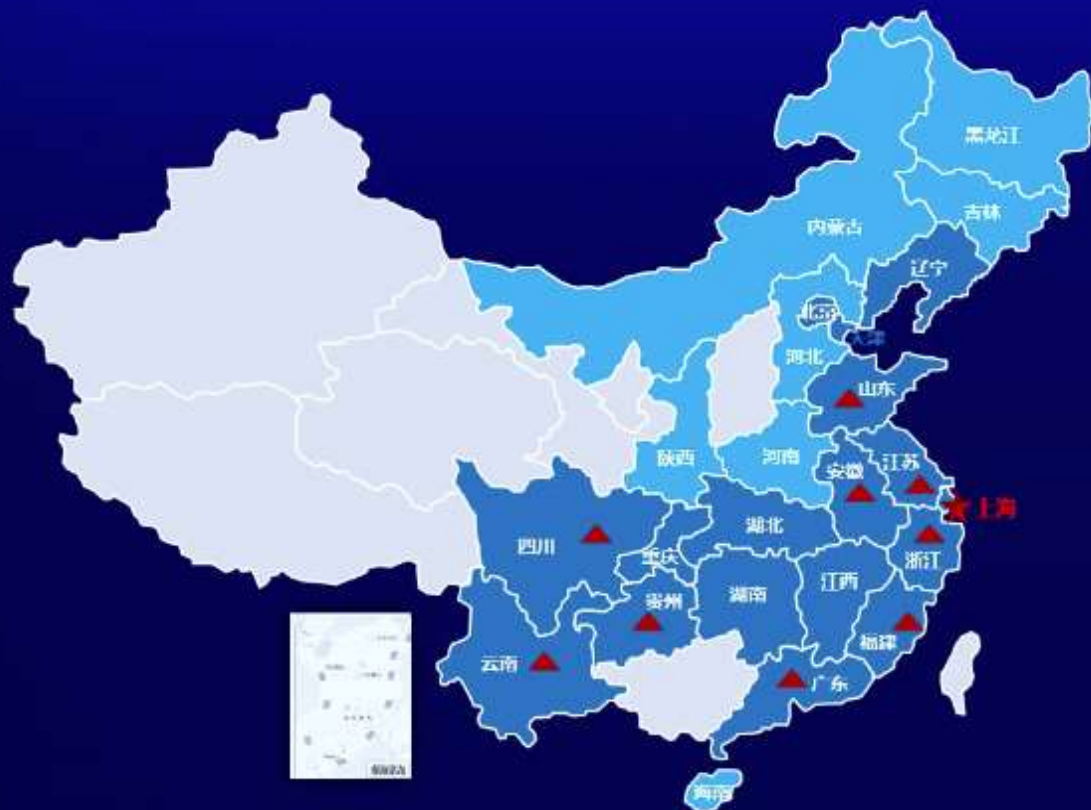 黑龙江
吉林
内蒙古
辽宁
北京
天津
河北
山东
陕西
河南
安徽
江苏
上海
湖北
四川
重庆
浙江
江西
湖南
贵州
福建
云南
广东
海南